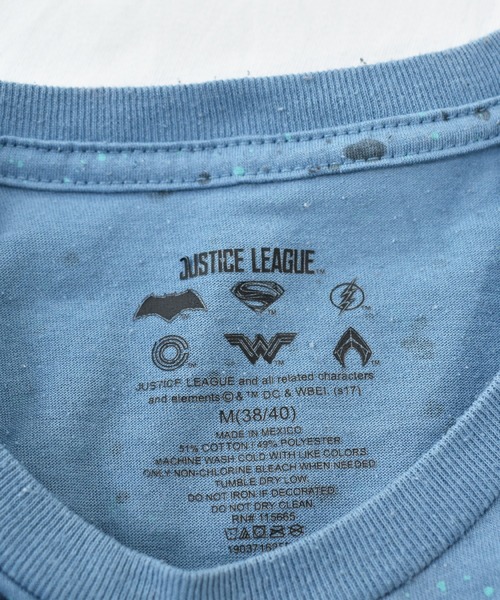 JUSTICE LEAGUE™
JUSTICE LEAGUE and all related characters
and elements © & ™ DC & WBEI. (s17)
M(38/40)
MADE IN MEXICO
51% COTTON / 49% POLYESTER
MACHINE WASH COLD WITH LIKE COLORS.
ONLY NON-CHLORINE BLEACH WHEN NEEDED.
TUMBLE DRY LOW.
DO NOT IRON IF DECORATED.
DO NOT DRY CLEAN.
RN# 115665